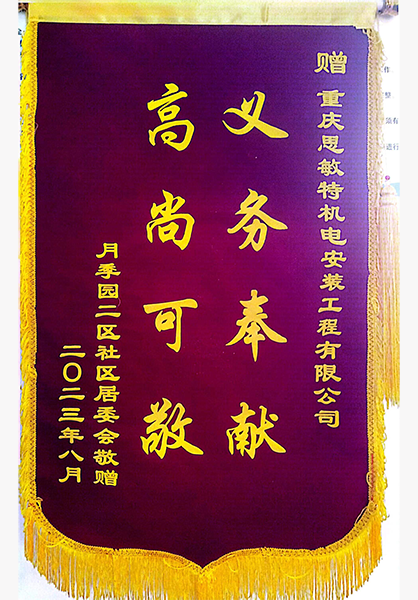 赠 重庆思敏特机电安装工程有限公司
义务奉献
高尚可敬
月季园二区社区居委会敬赠
二〇二三年八月